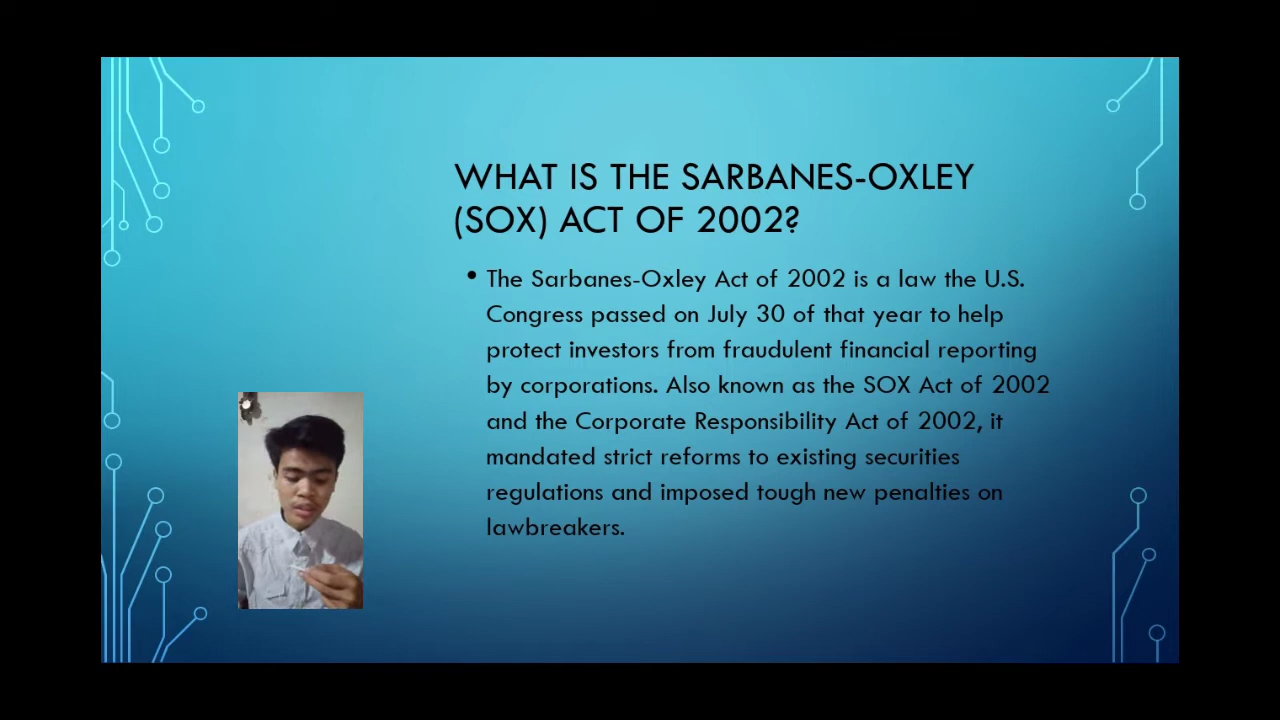 WHAT IS THE SARBANES-OXLEY
(SOX) ACT OF 2002?
• The Sarbanes-Oxley Act of 2002 is a law the U.S.
Congress passed on July 30 of that year to help
protect investors from fraudulent financial reporting
by corporations. Also known as the SOX Act of 2002
and the Corporate Responsibility Act of 2002, it
mandated strict reforms to existing securities
regulations and imposed tough new penalties on
lawbreakers.